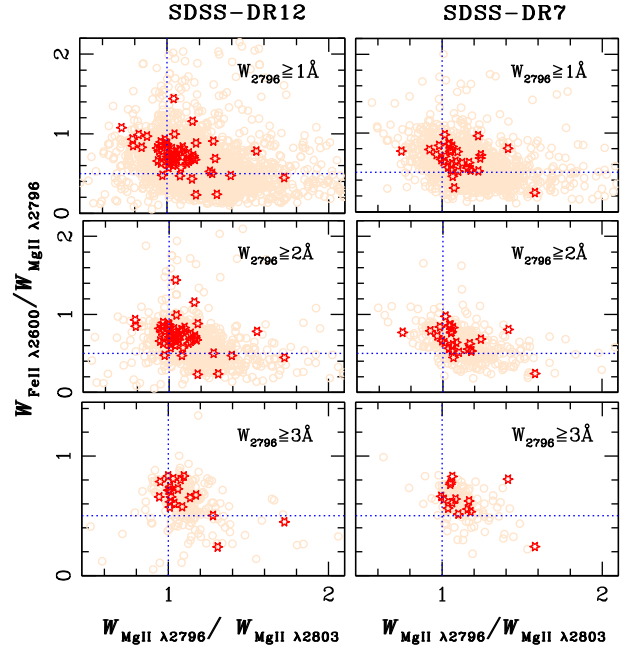 SDSS-DR12 SDSS-DR7
2
W2796≥1Å W2796≥1Å
1
0
2
W2796≥2Å W2796≥2Å
1
0
W2796≥3Å W2796≥3Å
1
0
1 2 1 2
WFeII λ2600/WMgII λ2796
WMgII λ2796/ WMgII λ2803 WMgII λ2796/WMgII λ2803